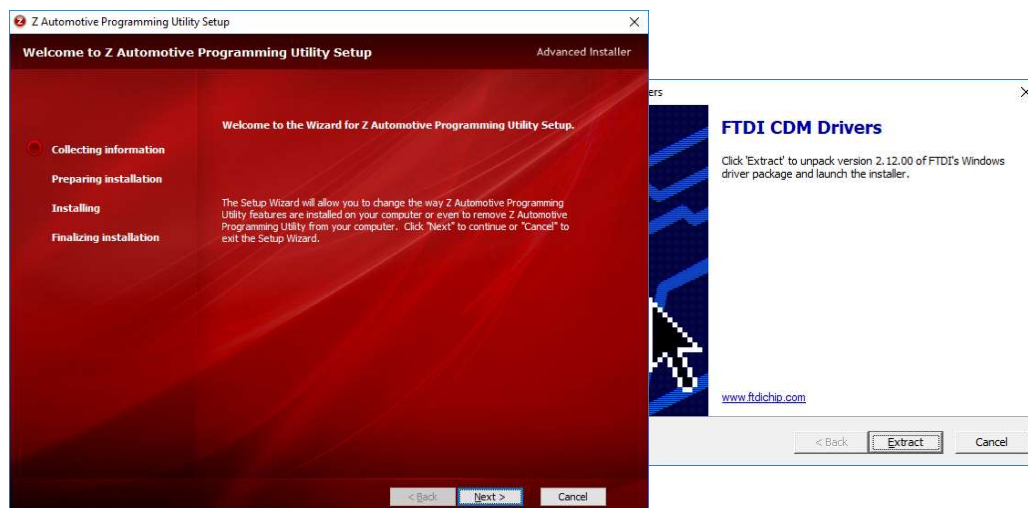 Z Automotive Programming Utility Setup
Welcome to Z Automotive Programming Utility Setup
Advanced Installer
Collecting information
Preparing installation
Installing
Finalizing installation
Welcome to the Wizard for Z Automotive Programming Utility Setup.
The Setup Wizard will allow you to change the way Z Automotive Programming
Utility features are installed on your computer or even to remove Z Automotive
Programming Utility from your computer. Click "Next" to continue or "Cancel" to
exit the Setup Wizard.
< Back
Next >
Cancel
ers
FTDI CDM Drivers
Click 'Extract' to unpack version 2.12.00 of FTDI's Windows
driver package and launch the installer.
www.ftdichip.com
< Back
Extract
Cancel